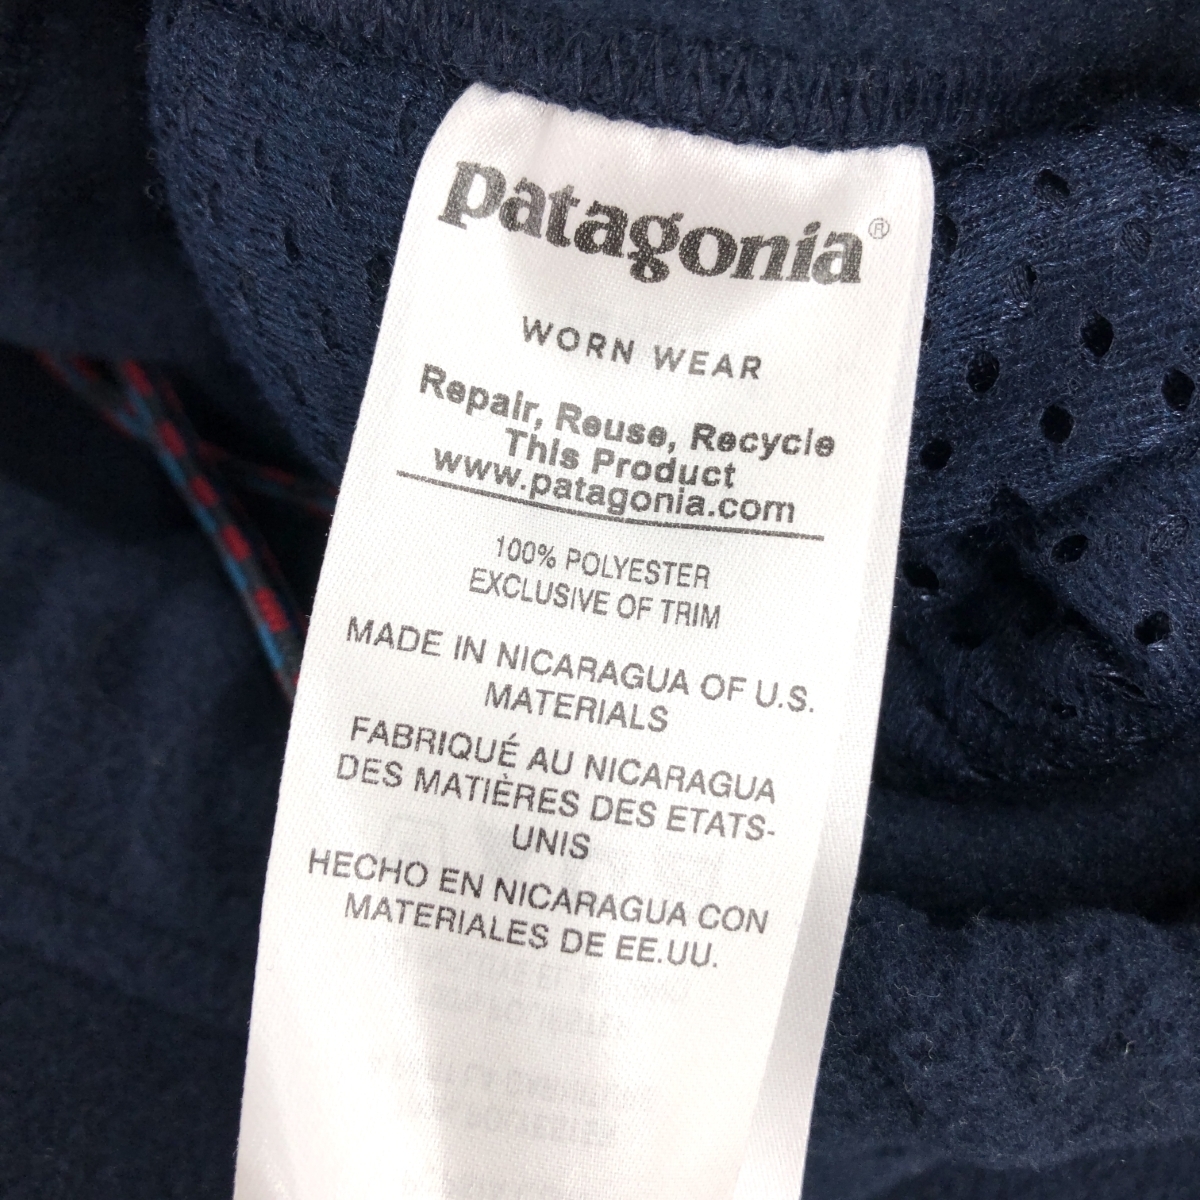 patagonia®
WORN WEAR
Repair, Reuse, Recycle
This Product
www.patagonia.com
100% POLYESTER
EXCLUSIVE OF TRIM
MADE IN NICARAGUA OF U.S.
MATERIALS
FABRIQUÉ AU NICARAGUA
DES MATIÈRES DES ETATS-
UNIS
HECHO EN NICARAGUA CON
MATERIALES DE EE.UU.